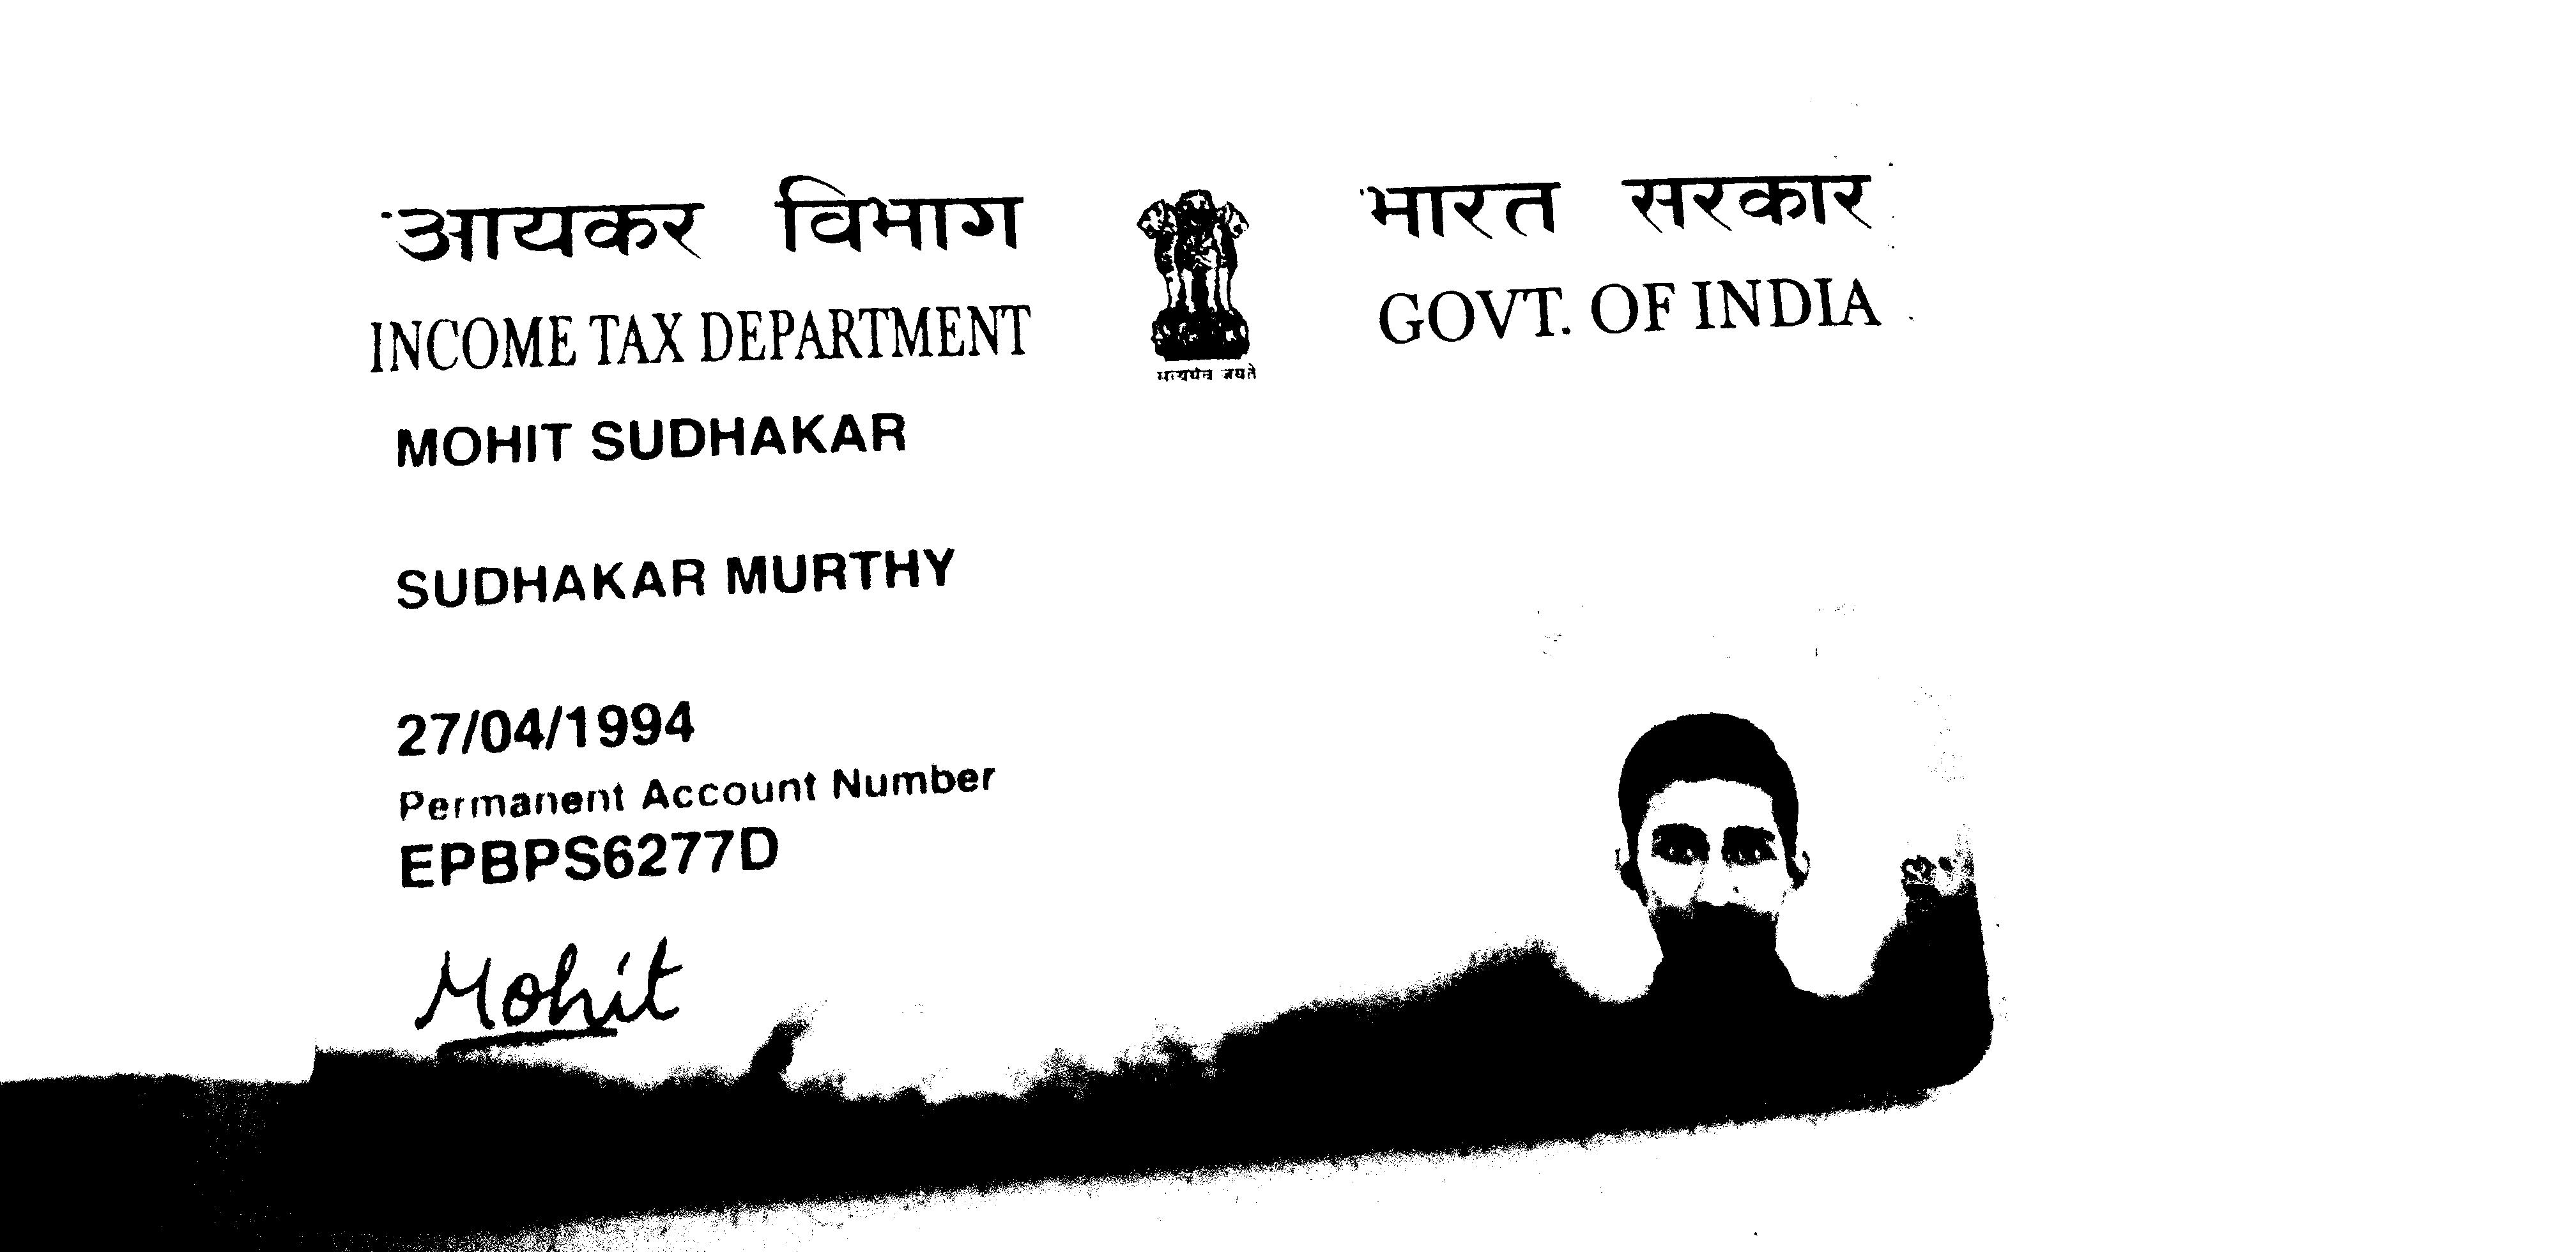 आयकर विभाग
INCOME TAX DEPARTMENT
भारत सरकार
GOVT. OF INDIA
सत्यमेव जयते
MOHIT SUDHAKAR
SUDHAKAR MURTHY
27/04/1994
Permanent Account Number
EPBPS6277D
Mohit